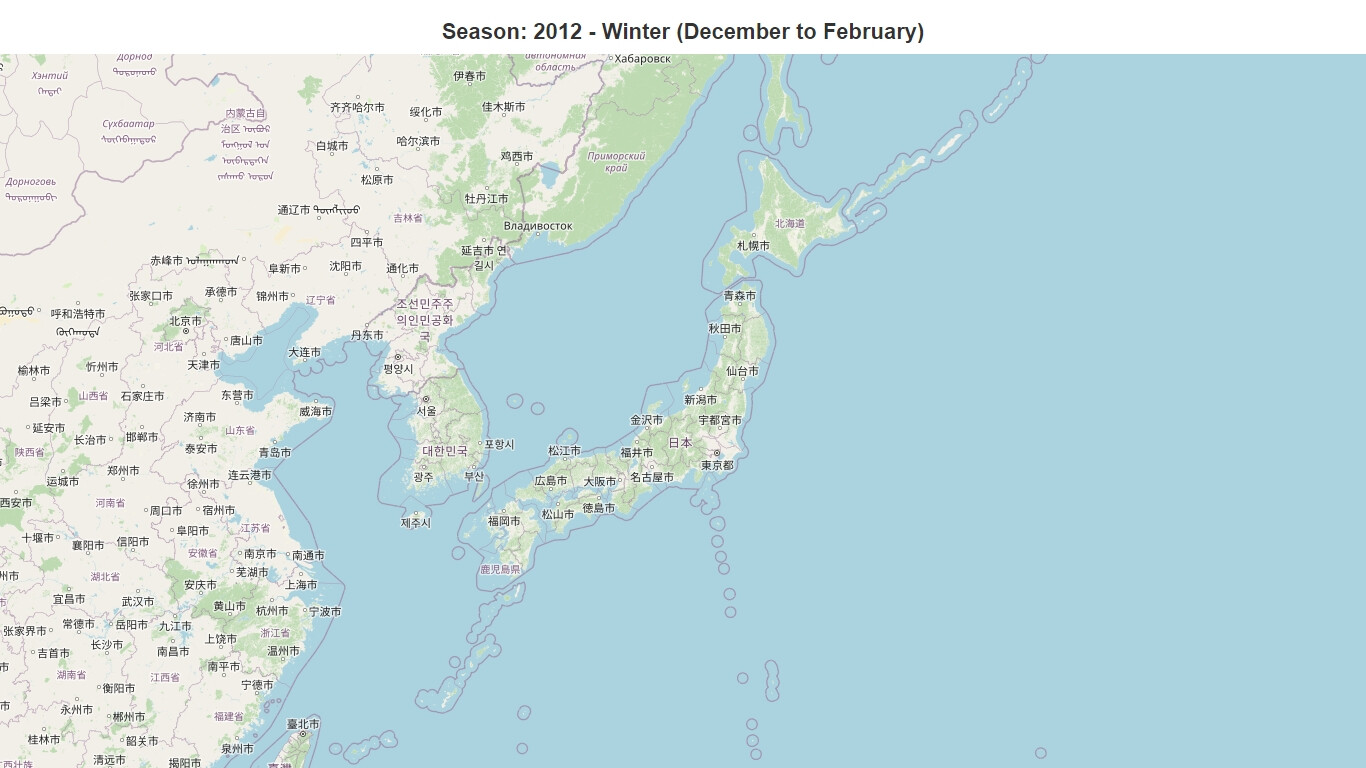 Season: 2012 - Winter (December to February)
Дорнод
автономная
область
Хабаровск
Хэнтий
伊春市
齐齐哈尔市
绥化市
佳木斯市
Сүхбаатар
内蒙古自
治区
白城市
哈尔滨市
鸡西市
Приморский
край
Дорноговь
松原市
牡丹江市
通辽市
吉林省
Владивосток
北海道
四平市
札幌市
延吉市 연
길시
赤峰市
阜新市
沈阳市
通化市
张家口市
承德市
锦州市
辽宁省
조선민주주
의인민공화
국
青森市
呼和浩特市
北京市
秋田市
河北省
唐山市
丹东市
大连市
天津市
평양시
榆林市
忻州市
仙台市
吕梁市
山西省
石家庄市
东营市
新潟市
威海市
서울
济南市
金沢市
宇都宮市
延安市
长治市
邯郸市
山东省
포항시
日本
陕西省
泰安市
青岛市
대한민국
松江市
福井市
東京都
郑州市
运城市
连云港市
徐州市
광주
부산
広島市
大阪市
名古屋市
西安市
河南省
周口市
宿州市
제주시
福岡市
松山市
徳島市
十堰市
襄阳市
信阳市
阜阳市
江苏省
安徽省
南京市
南通市
鹿児島県
州市
湖北省
芜湖市
安庆市
上海市
宜昌市
武汉市
黄山市
杭州市
宁波市
张家界市
常德市
岳阳市
九江市
上饶市
浙江省
吉首市
长沙市
南昌市
温州市
湖南省
江西省
南平市
衡阳市
宁德市
永州市
郴州市
福建省
臺北市
桂林市
韶关市
泉州市
清远市
揭阳市